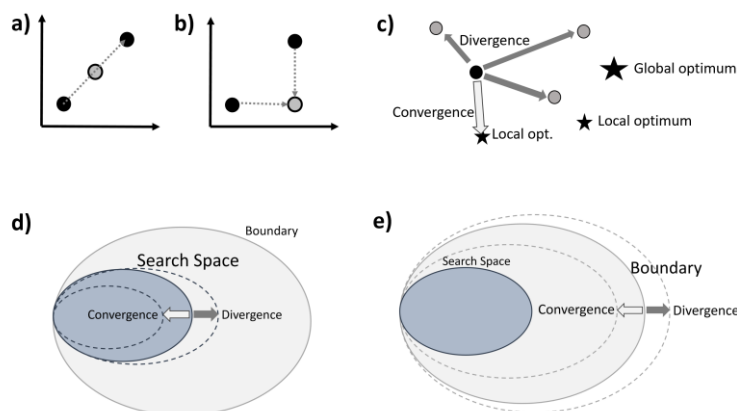 a)
b)
c)
Divergence
Global optimum
Convergence
Local optimum
Local opt.
d)
Boundary
Search Space
Convergence
Divergence
e)
Search Space
Boundary
Convergence
Divergence